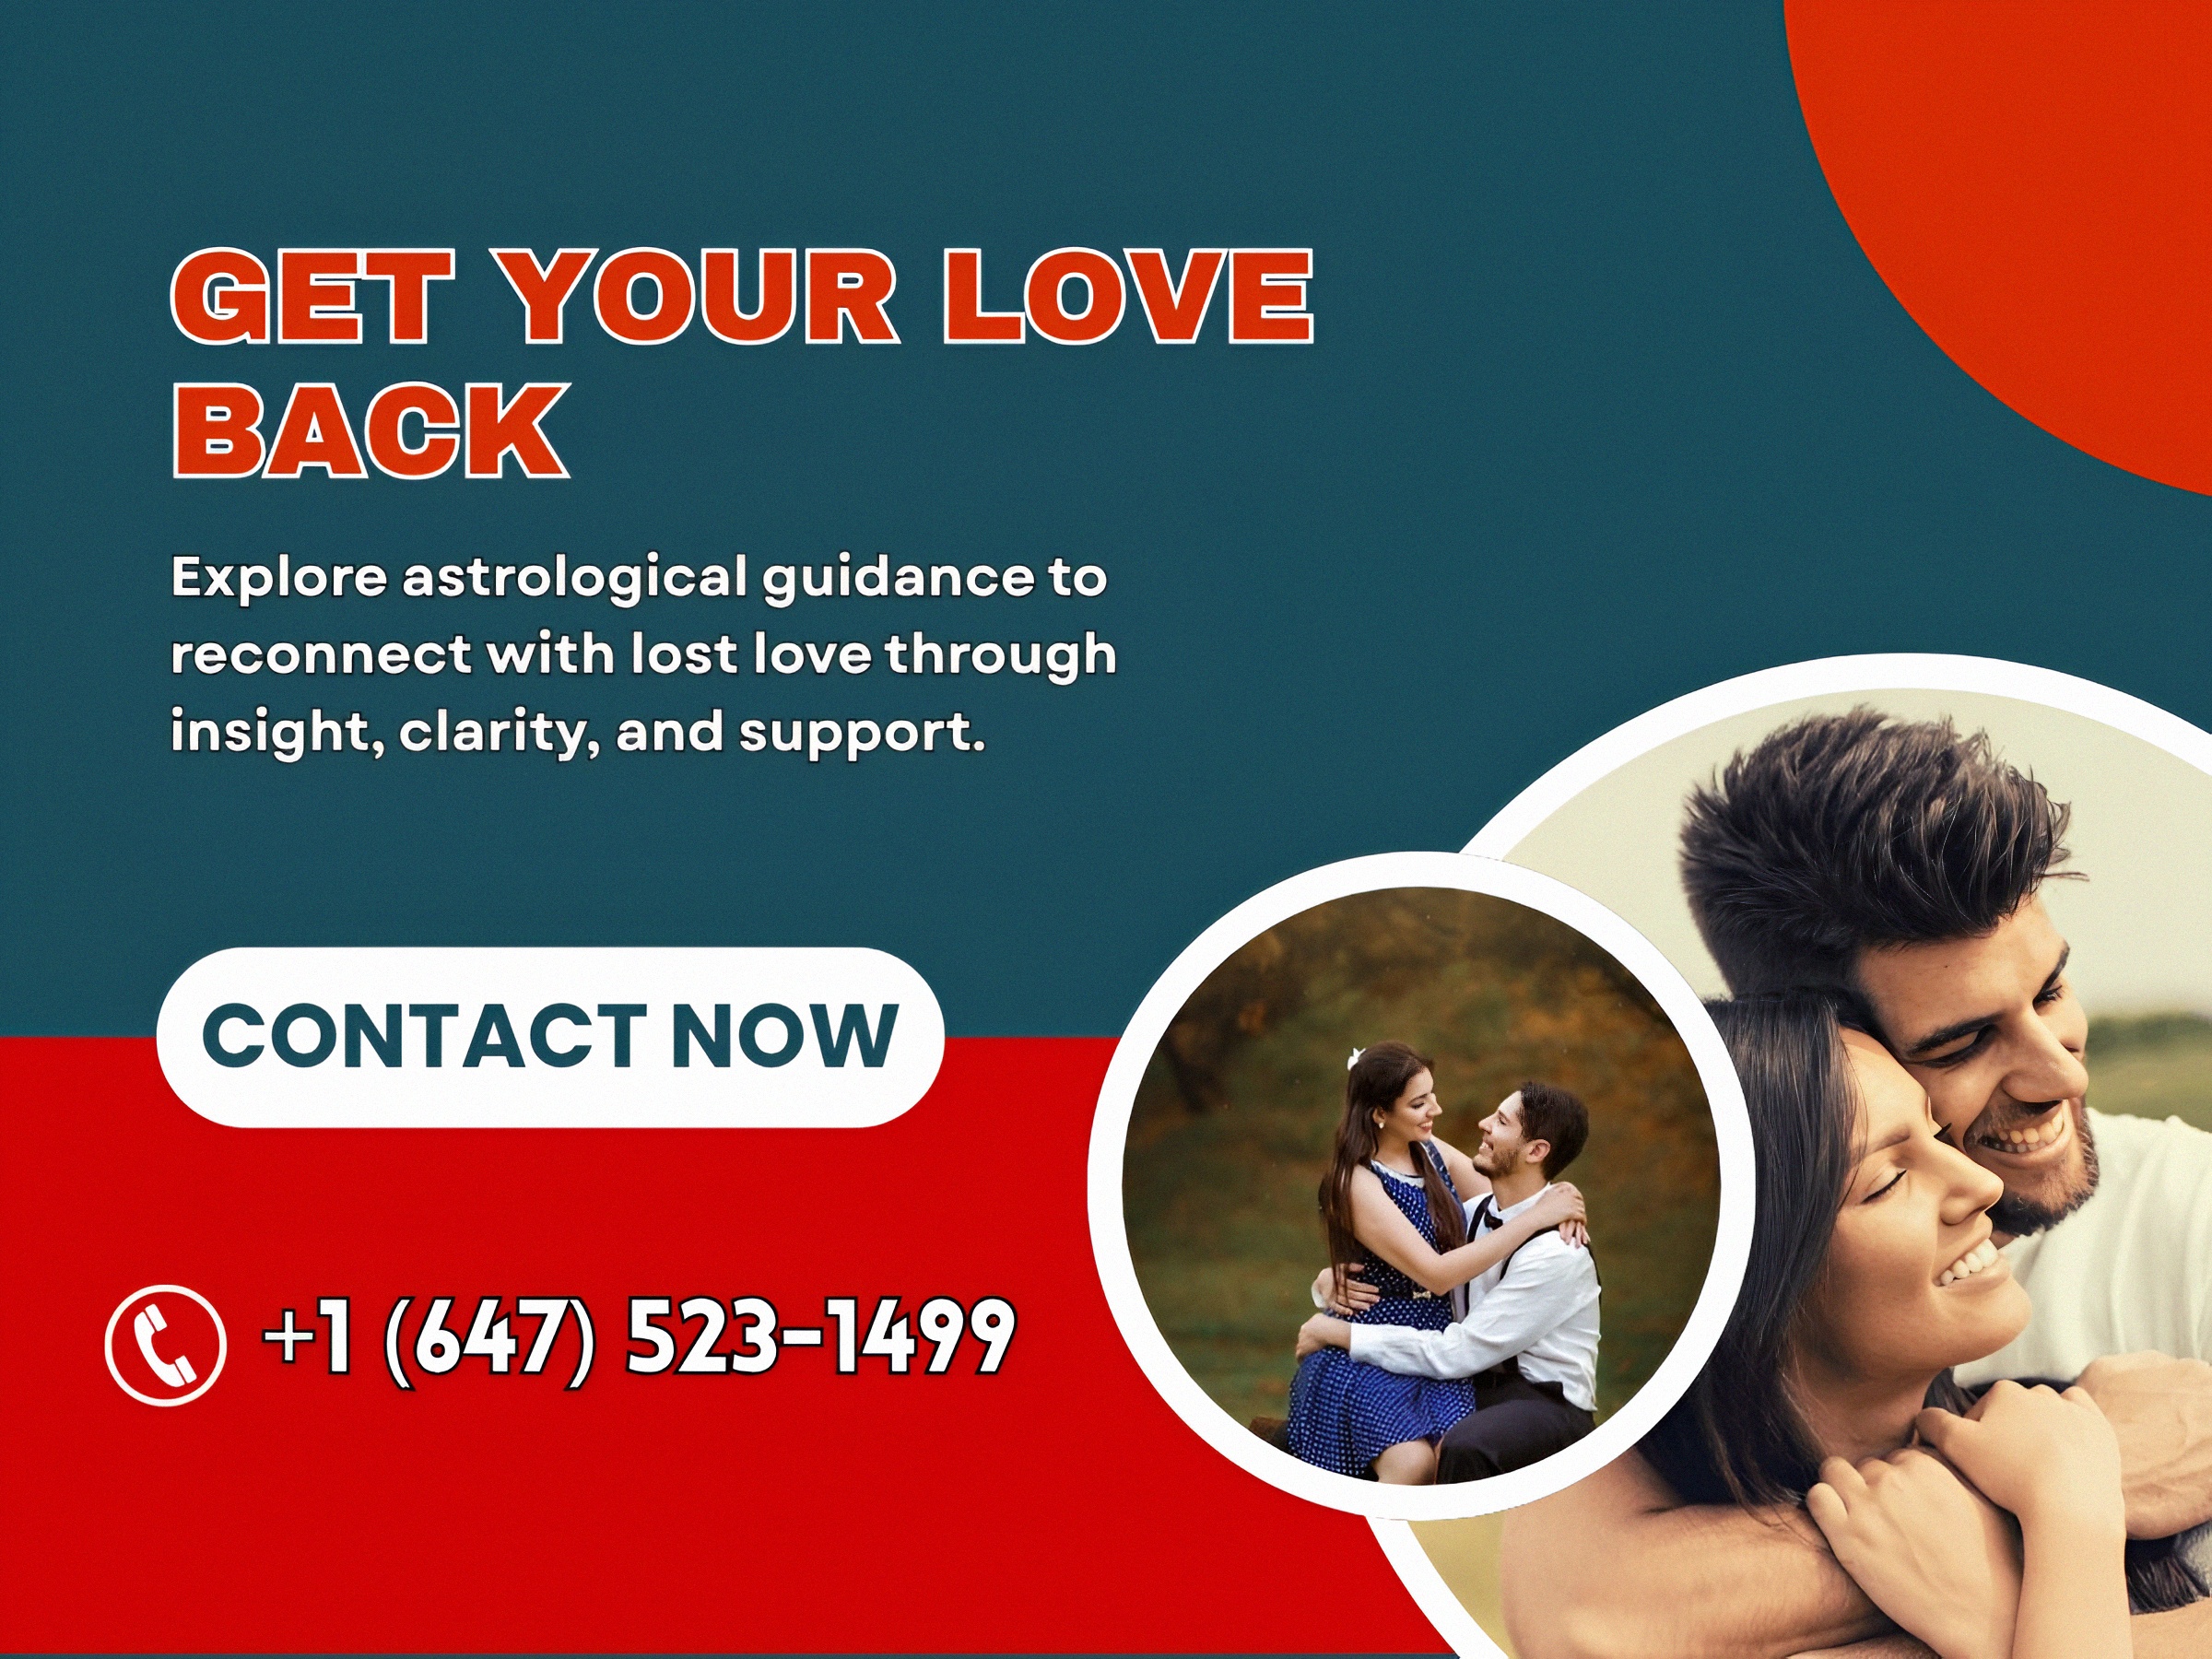 GET YOUR LOVE
BACK
Explore astrological guidance to
reconnect with lost love through
insight, clarity, and support.
CONTACT NOW
+1 (647) 523-1499